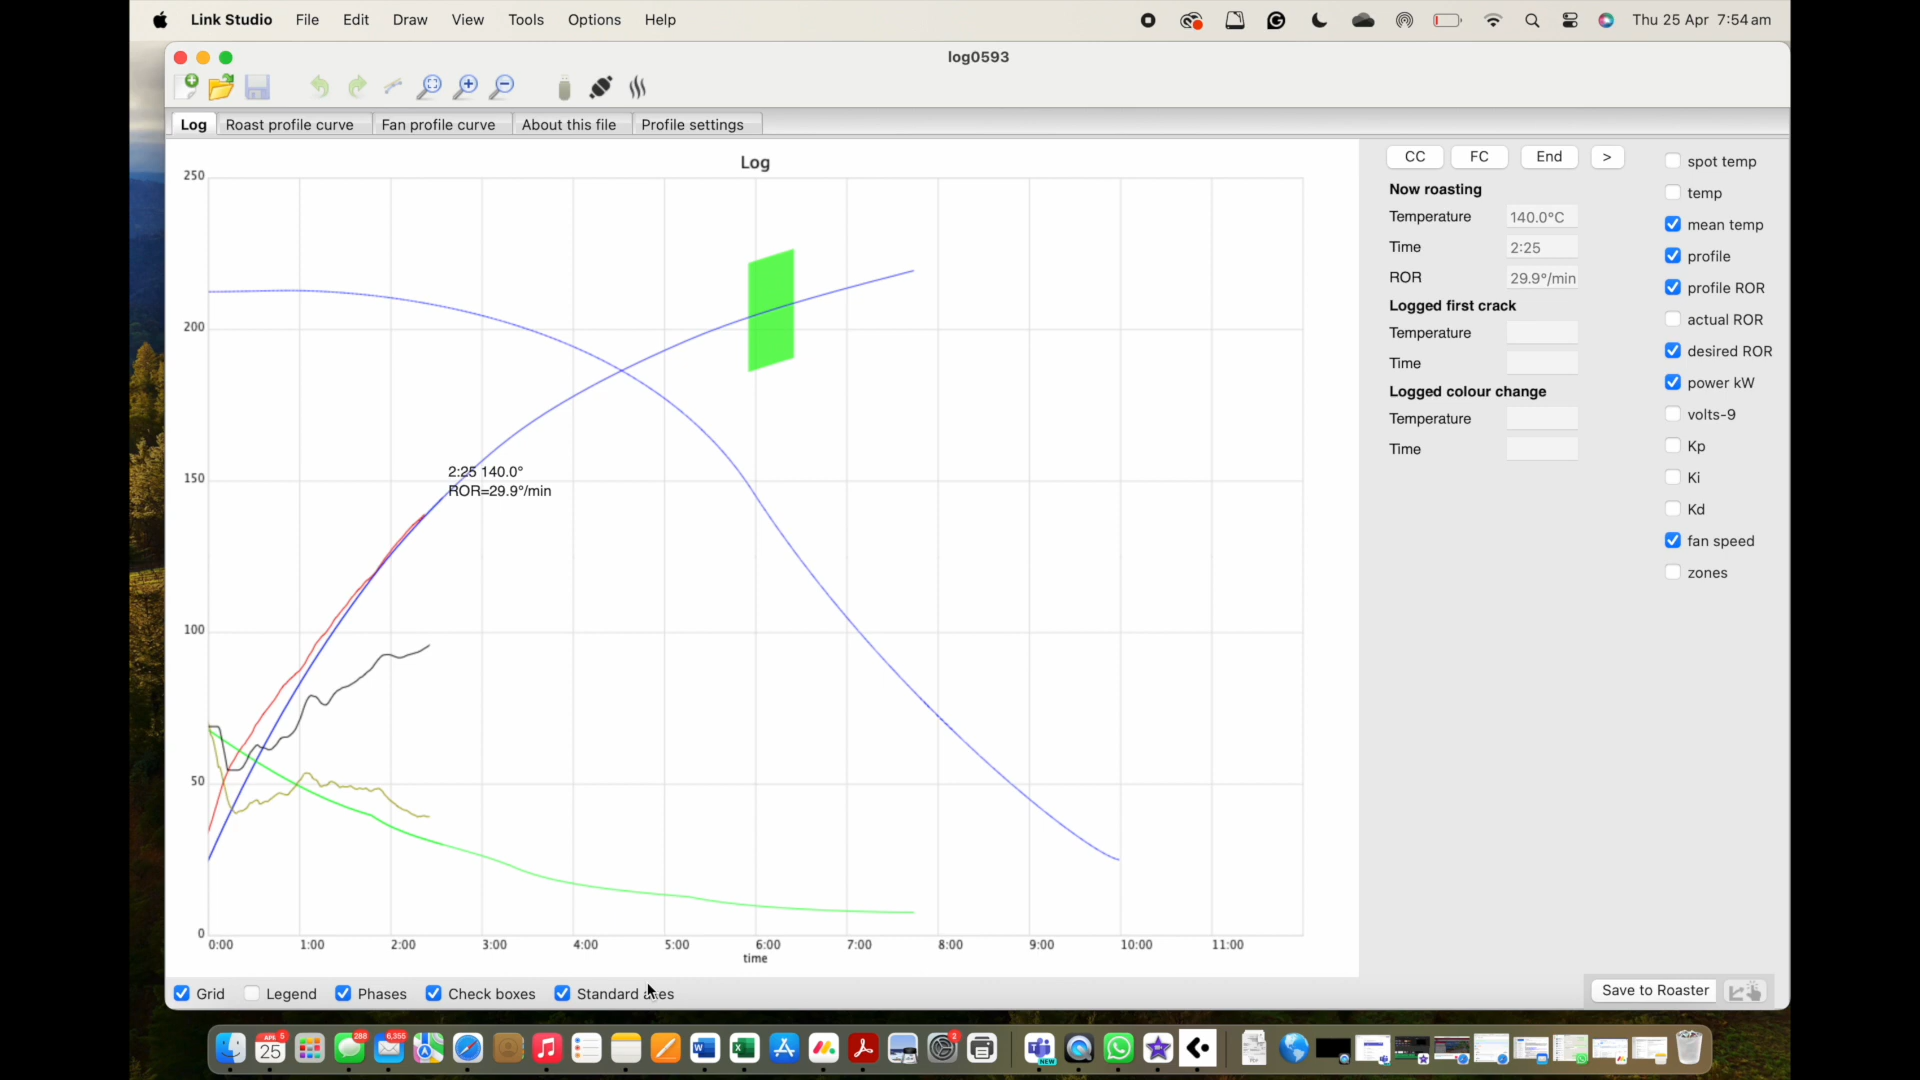 Link Studio File Edit Draw View Tools Options Help Thu 25 Apr 7:54 am
log0593
Log Roast profile curve Fan profile curve About this file Profile settings
Log
250
200
150
100
50
0
2:25 140.0°
ROR=29.9°/min
0:00 1:00 2:00 3:00 4:00 5:00 6:00 7:00 8:00 9:00 10:00 11:00
time
CC FC End >
Now roasting
Temperature 140.0°C
Time 2:25
ROR 29.9°/min
Logged first crack
Temperature
Time
Logged colour change
Temperature
Time
spot temp
temp
mean temp
profile
profile ROR
actual ROR
desired ROR
power kW
volts-9
Kp
Ki
Kd
fan speed
zones
Grid Legend Phases Check boxes Standard axes
Save to Roaster
25 288 6,355 2
NEW